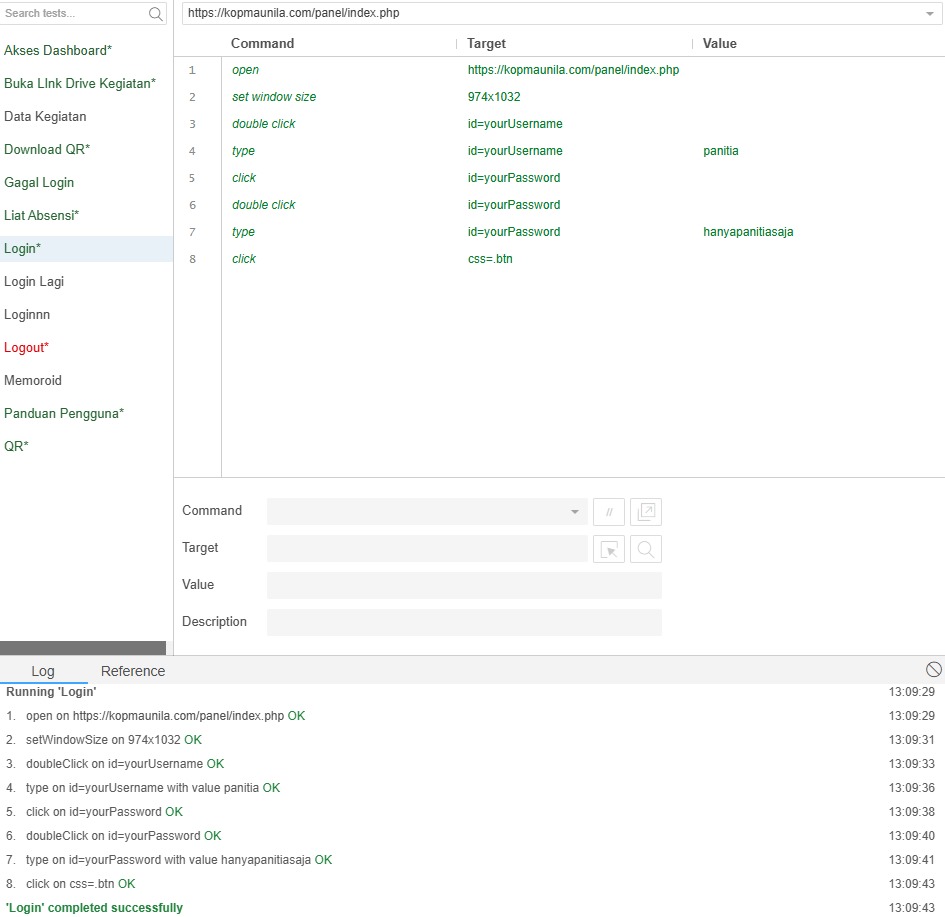 Search tests...
https://kopmaunila.com/panel/index.php
Akses Dashboard*
Buka LInk Drive Kegiatan*
Data Kegiatan
Download QR*
Gagal Login
Liat Absensi*
Login*
Login Lagi
Loginnn
Logout*
Memoroid
Panduan Pengguna*
QR*
Command Target Value
1 open https://kopmaunila.com/panel/index.php
2 set window size 974x1032
3 double click id=yourUsername
4 type id=yourUsername panitia
5 click id=yourPassword
6 double click id=yourPassword
7 type id=yourPassword hanyapanitiasaja
8 click css=.btn
Command //
Target
Value
Description
Log Reference
Running 'Login' 13:09:29
1. open on https://kopmaunila.com/panel/index.php OK 13:09:29
2. setWindowSize on 974x1032 OK 13:09:31
3. doubleClick on id=yourUsername OK 13:09:33
4. type on id=yourUsername with value panitia OK 13:09:36
5. click on id=yourPassword OK 13:09:38
6. doubleClick on id=yourPassword OK 13:09:40
7. type on id=yourPassword with value hanyapanitiasaja OK 13:09:41
8. click on css=.btn OK 13:09:43
'Login' completed successfully 13:09:43